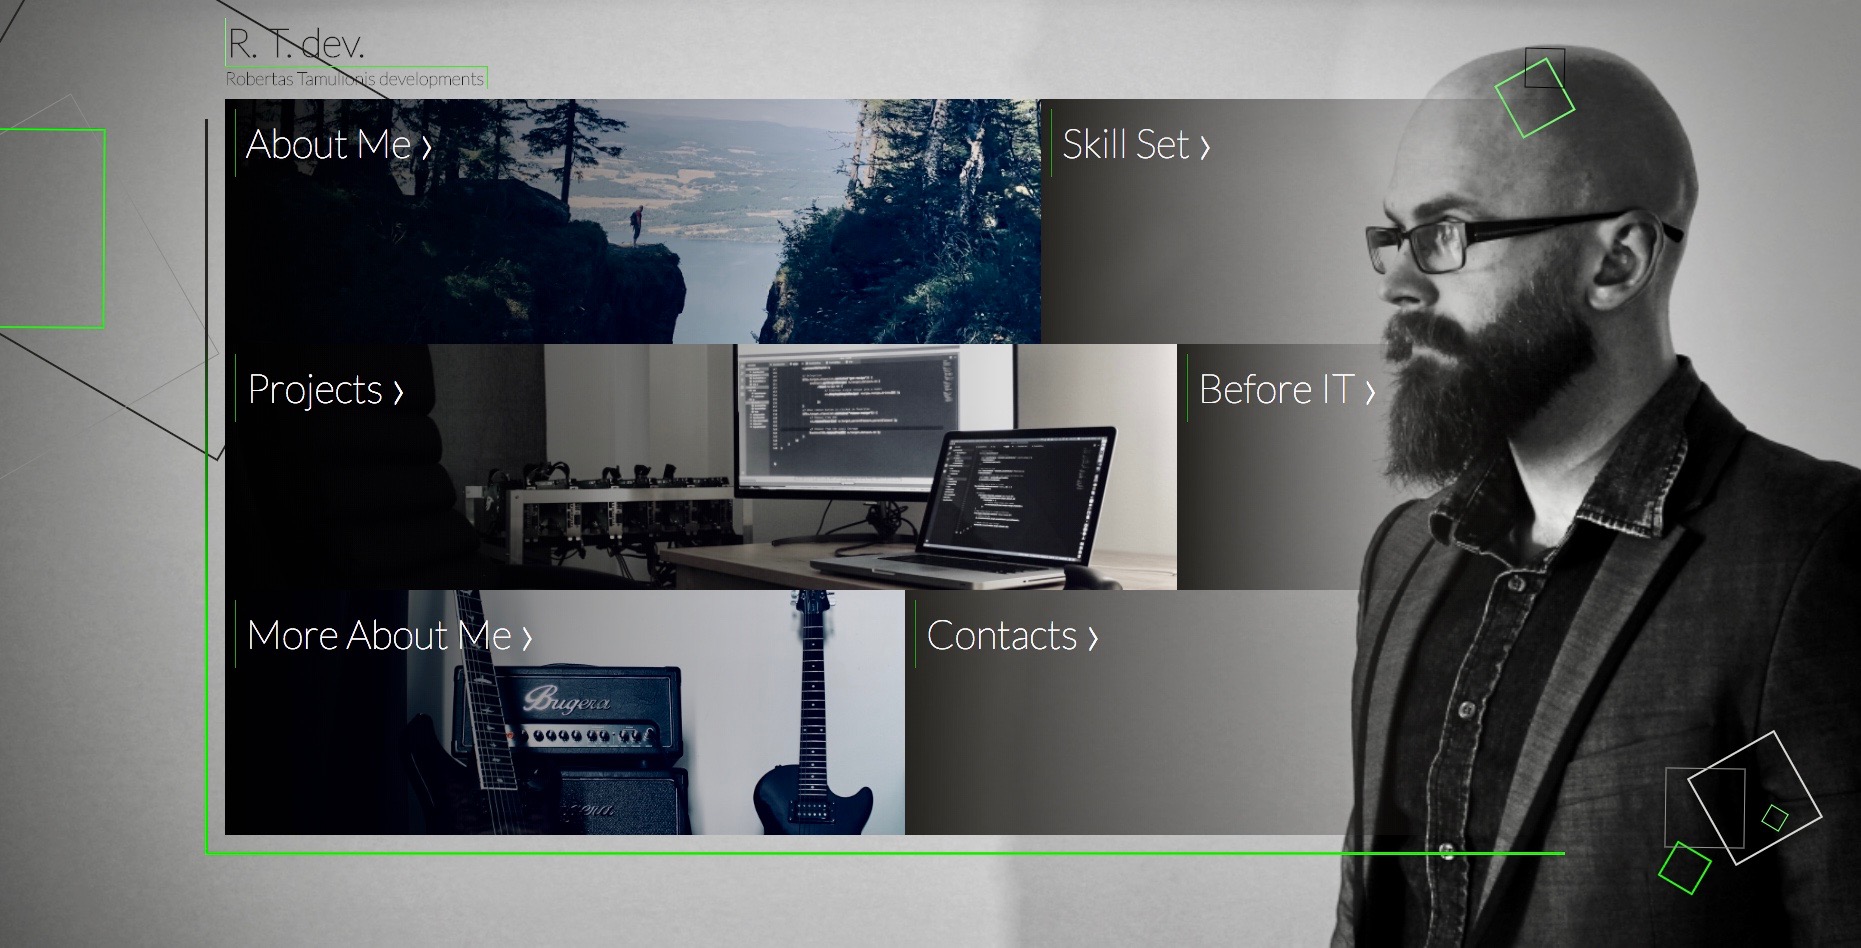 R. T. dev.
Robertas Tamulionis developments
About Me ›
Skill Set ›
Projects ›
Before IT ›
More About Me ›
Contacts ›
Bugera